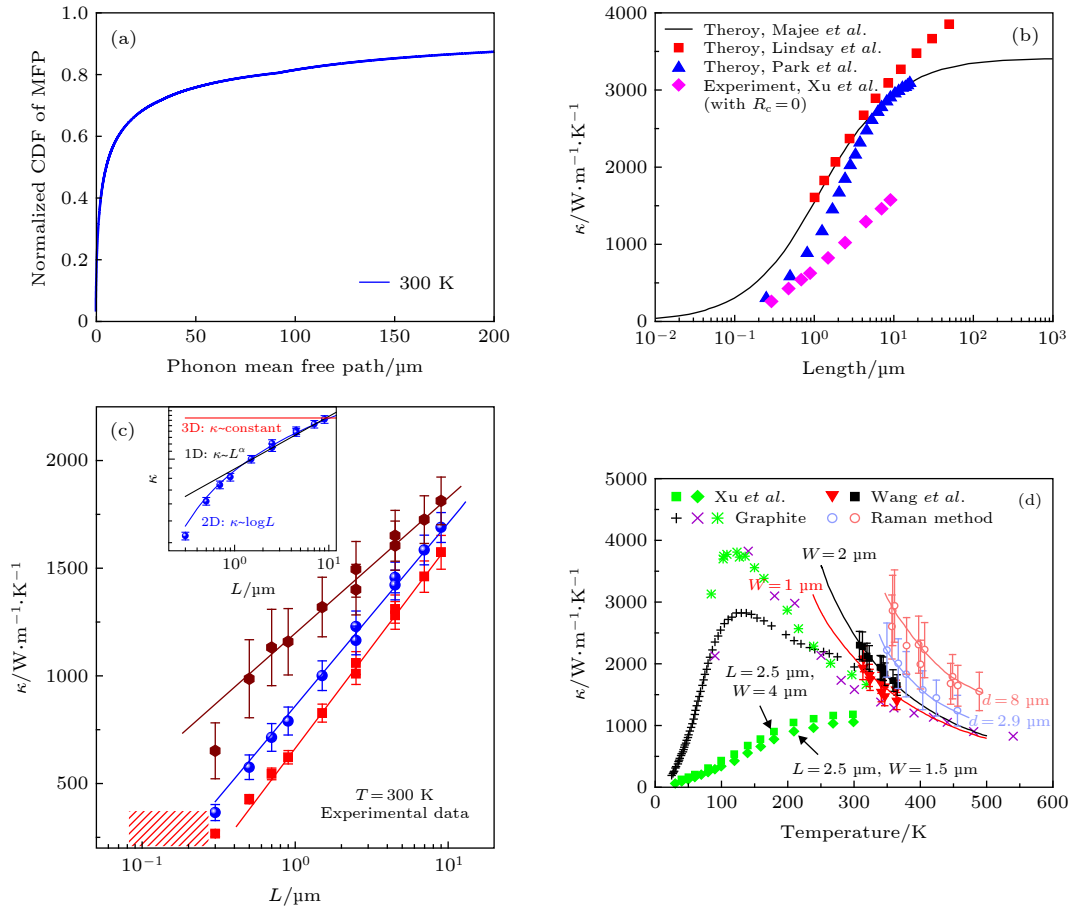 (a)
Normalized CDF of MFP
1.0
0.8
0.6
0.4
0.2
0
300 K
0
50
100
150
200
Phonon mean free path/μm
(b)
κ/W·m⁻¹·K⁻¹
4000
3000
2000
1000
0
Theroy, Majee et al.
Theroy, Lindsay et al.
Theroy, Park et al.
Experiment, Xu et al.
(with Rc=0)
10⁻²
10⁻¹
10⁰
10¹
10²
10³
Length/μm
(c)
κ/W·m⁻¹·K⁻¹
2000
1500
1000
500
3D: κ~constant
1D: κ~Lα
2D: κ~logL
κ
10⁰
10¹
L/μm
T=300 K
Experimental data
10⁻¹
10⁰
10¹
L/μm
(d)
κ/W·m⁻¹·K⁻¹
5000
4000
3000
2000
1000
0
Xu et al.
Wang et al.
Graphite
Raman method
W=2 μm
W=1 μm
L=2.5 μm,
W=4 μm
d=8 μm
d=2.9 μm
L=2.5 μm, W=1.5 μm
0
100
200
300
400
500
600
Temperature/K